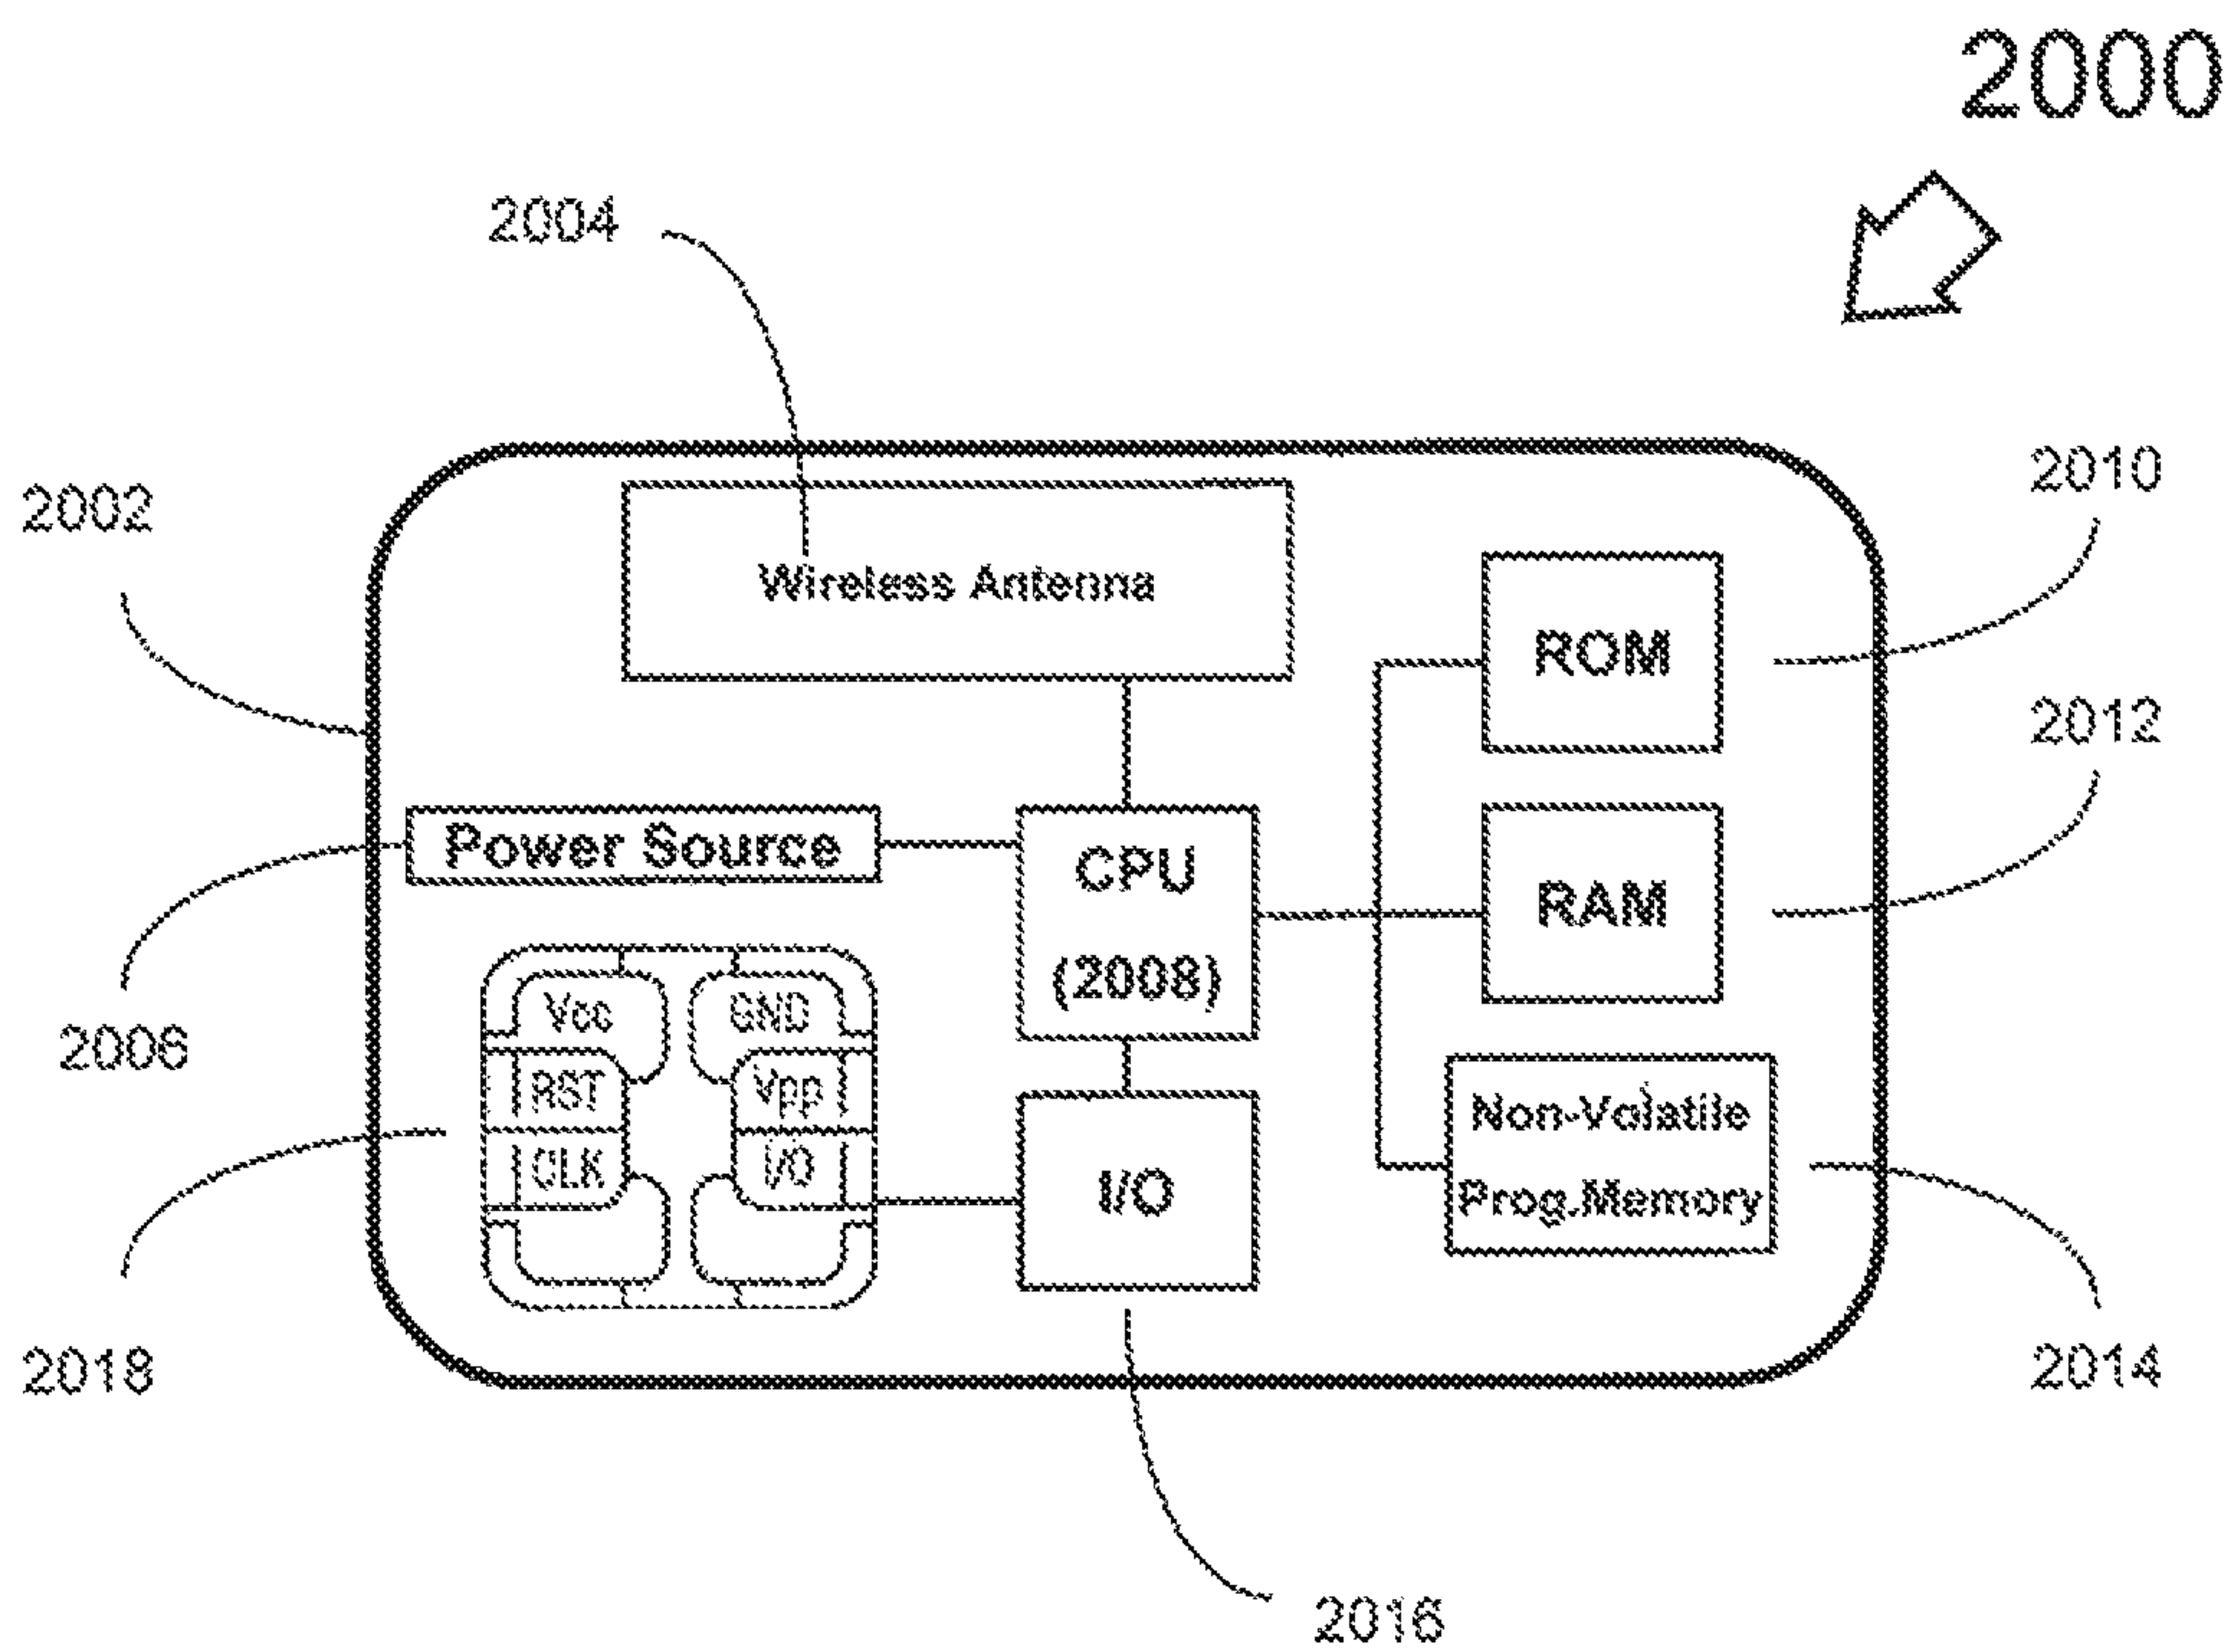 2000
2004
2010
2002
Wireless Antenna
ROM
2012
Power Source
CPU
(2008)
RAM
Vcc
GND
2006
RST
Vpp
Non-Volatile
CLK
I/O
I/O
Prog.Memory
2018
2014
2016